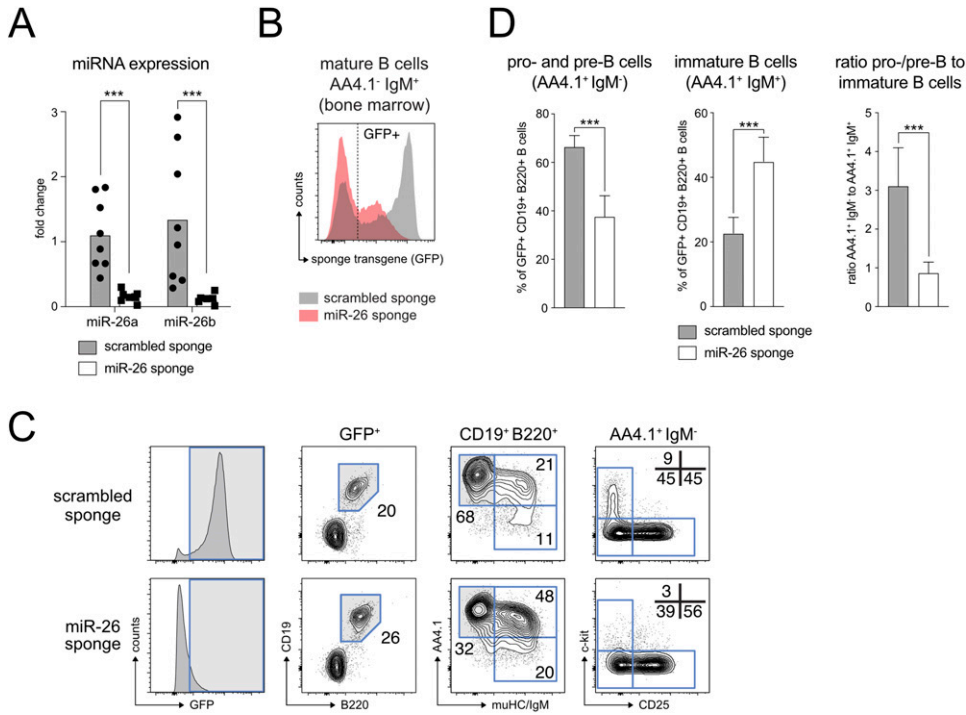 A
miRNA expression
***
***
3
2
1
0
fold change
miR-26a
miR-26b
scrambled sponge
miR-26 sponge
B
mature B cells
AA4.1⁻ IgM⁺
(bone marrow)
GFP+
counts
sponge transgene (GFP)
scrambled sponge
miR-26 sponge
D
pro- and pre-B cells
(AA4.1⁺ IgM⁻)
***
80
60
40
20
0
% of GFP+ CD19+ B220+ B cells
immature B cells
(AA4.1⁺ IgM⁺)
***
60
40
20
0
% of GFP+ CD19+ B220+ B cells
ratio pro-/pre-B to
immature B cells
***
5
4
3
2
1
0
ratio AA4.1⁺ IgM⁻ to AA4.1⁺ IgM⁺
scrambled sponge
miR-26 sponge
C
GFP⁺
CD19⁺ B220⁺
AA4.1⁺ IgM⁻
scrambled
sponge
20
21
68
11
9
45 45
miR-26
sponge
26
48
32
20
3
39 56
counts
GFP
CD19
B220
AA4.1
muHC/IgM
c-kit
CD25